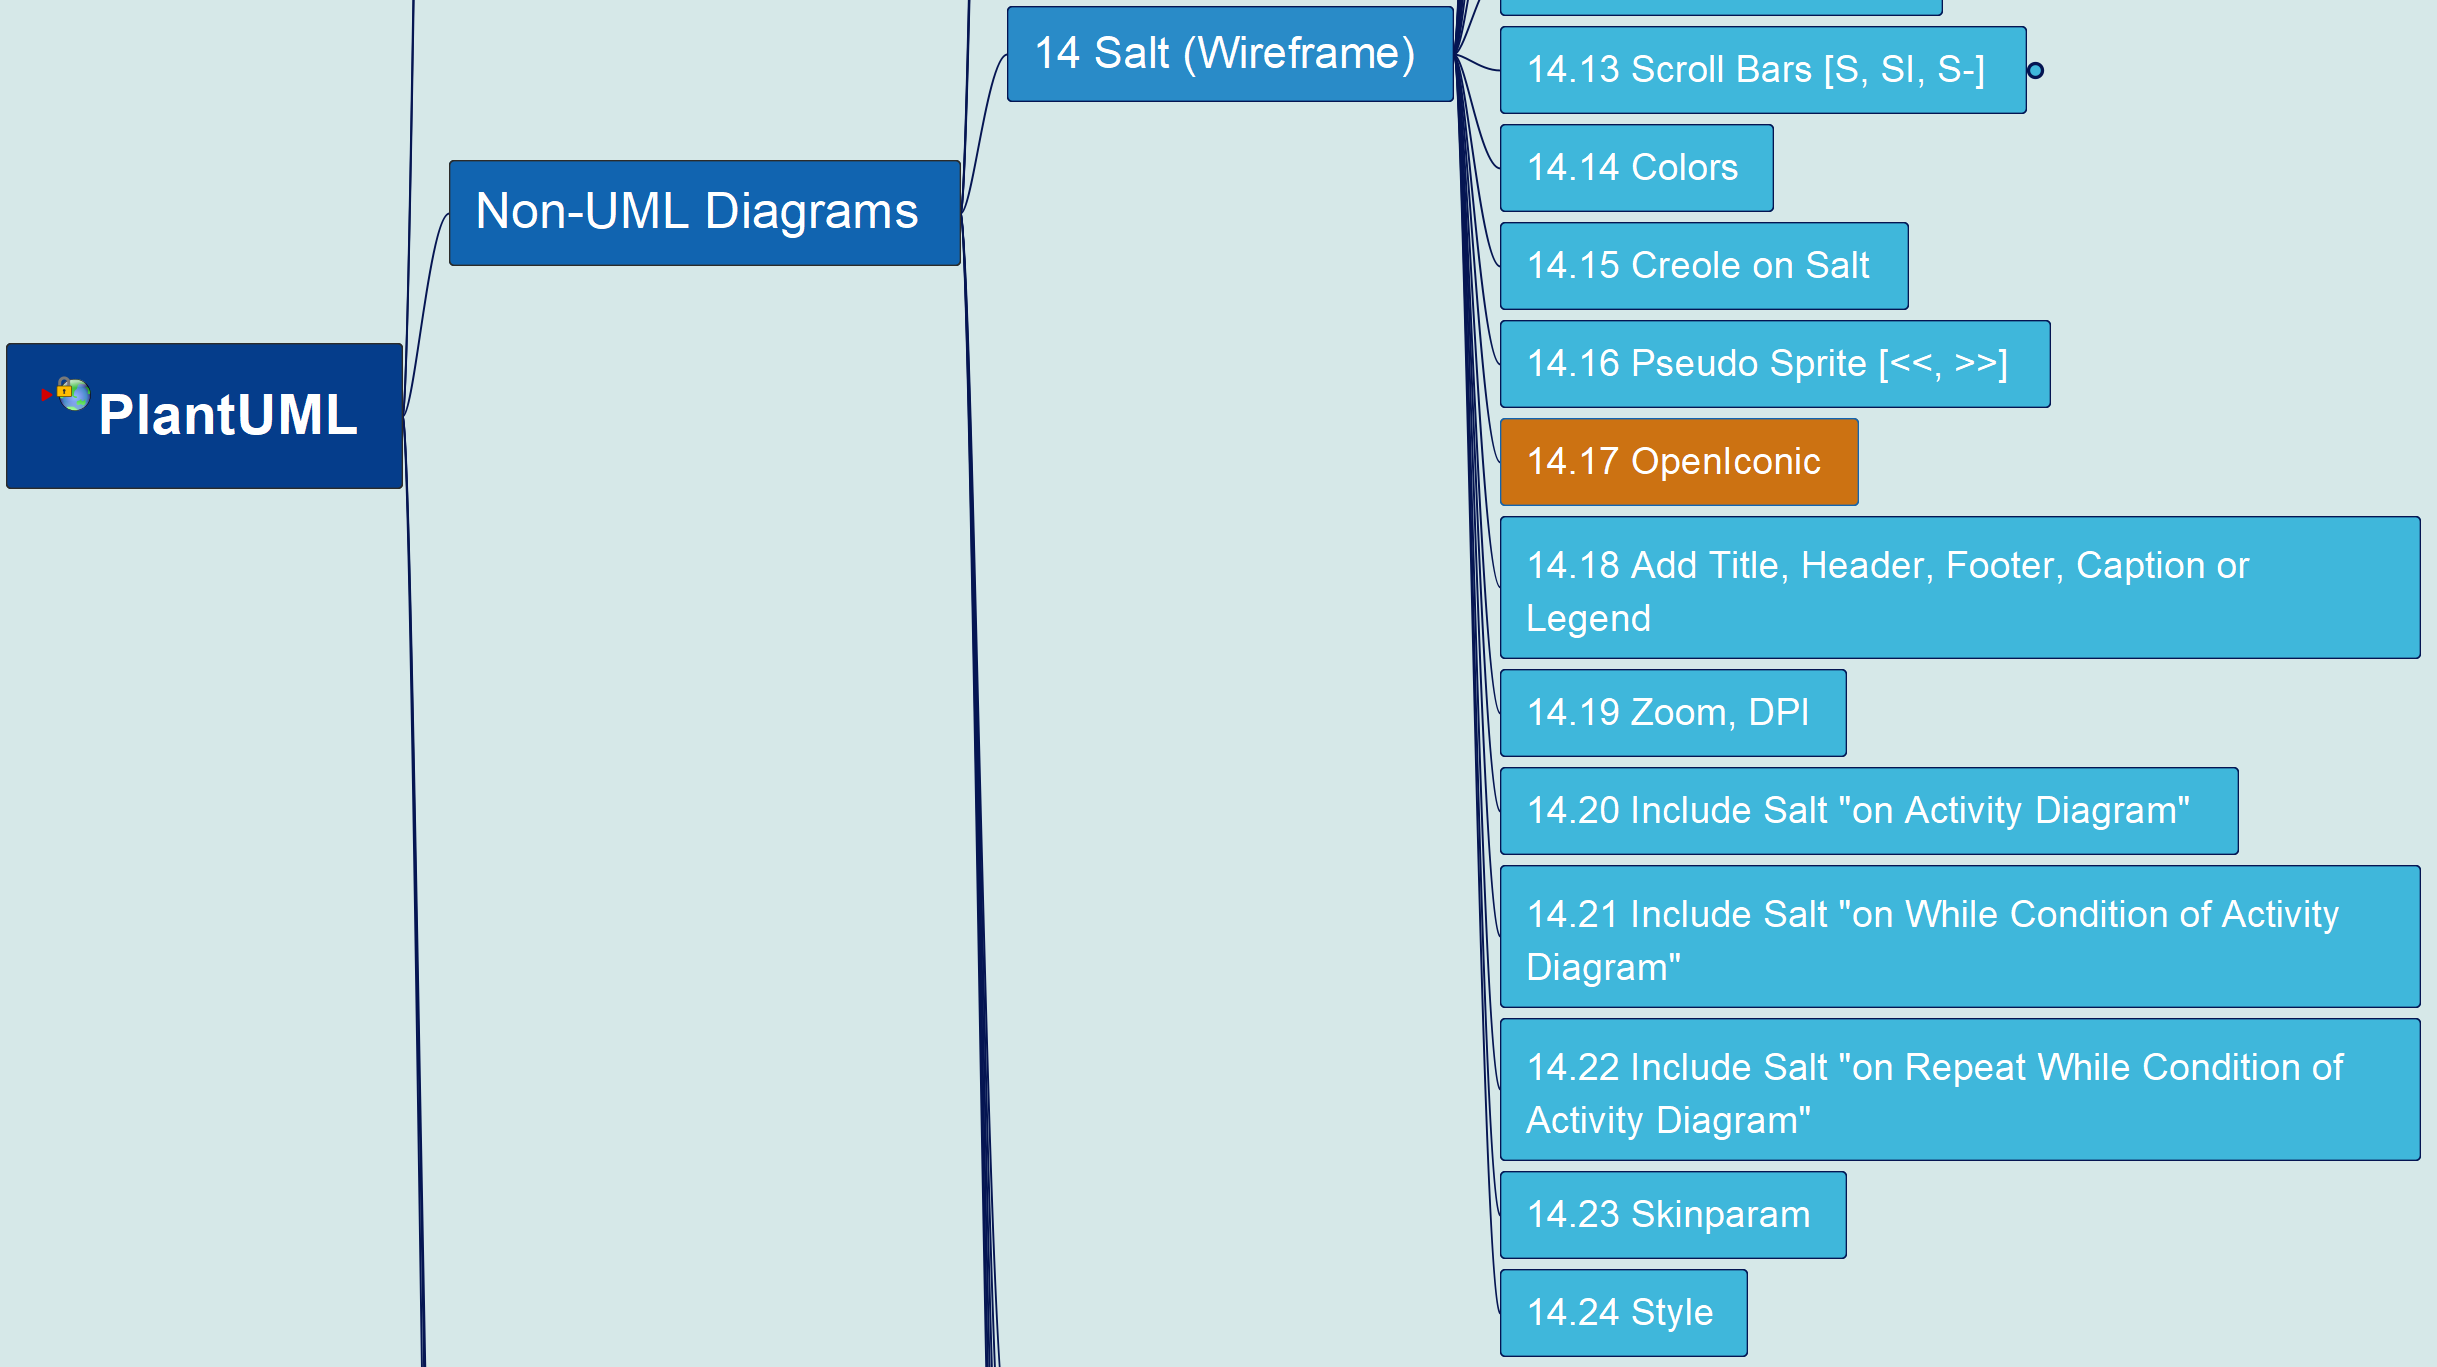 14 Salt (Wireframe)
14.13 Scroll Bars [S, SI, S-]
14.14 Colors
Non-UML Diagrams
14.15 Creole on Salt
14.16 Pseudo Sprite [<<, >>]
PlantUML
14.17 OpenIconic
14.18 Add Title, Header, Footer, Caption or
Legend
14.19 Zoom, DPI
14.20 Include Salt "on Activity Diagram"
14.21 Include Salt "on While Condition of Activity
Diagram"
14.22 Include Salt "on Repeat While Condition of
Activity Diagram"
14.23 Skinparam
14.24 Style